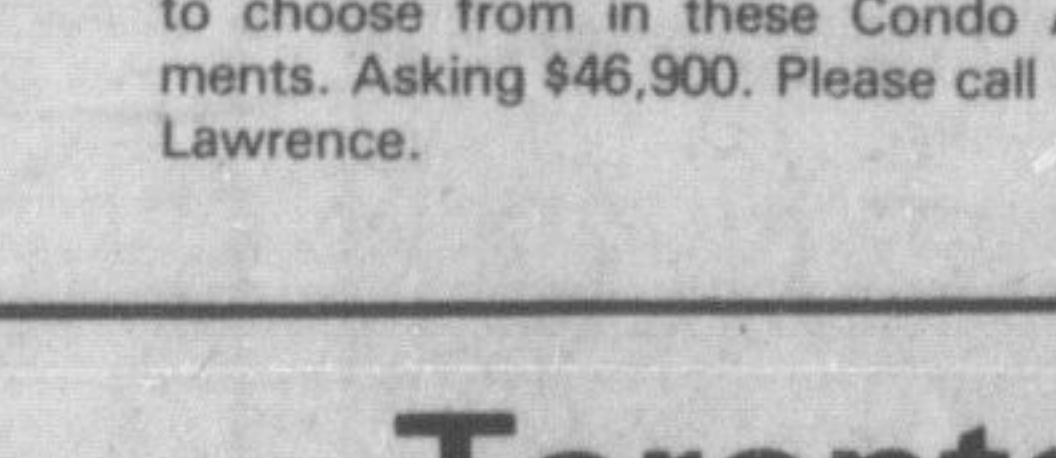 to choose from in these Condo
ments. Asking $46,900. Please call
Lawrence.